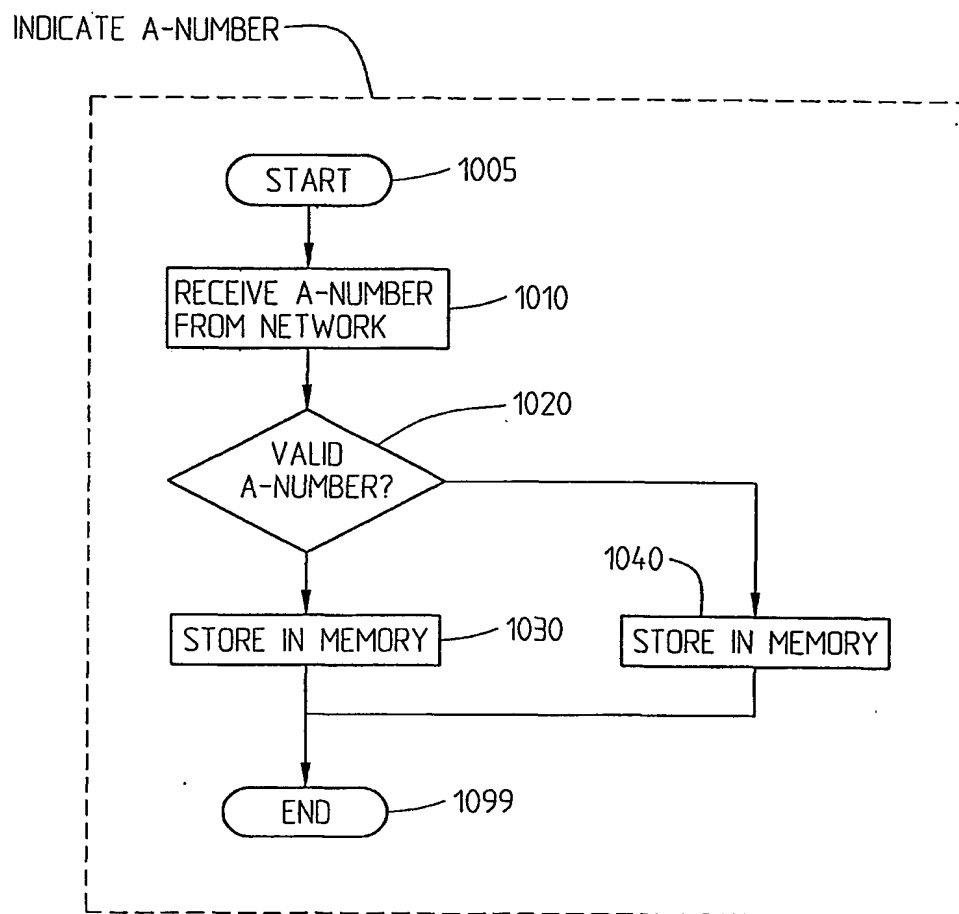 INDICATE A-NUMBER
START
1005
RECEIVE A-NUMBER
FROM NETWORK
1010
1020
VALID
A-NUMBER?
1040
STORE IN MEMORY
1030
STORE IN MEMORY
END
1099